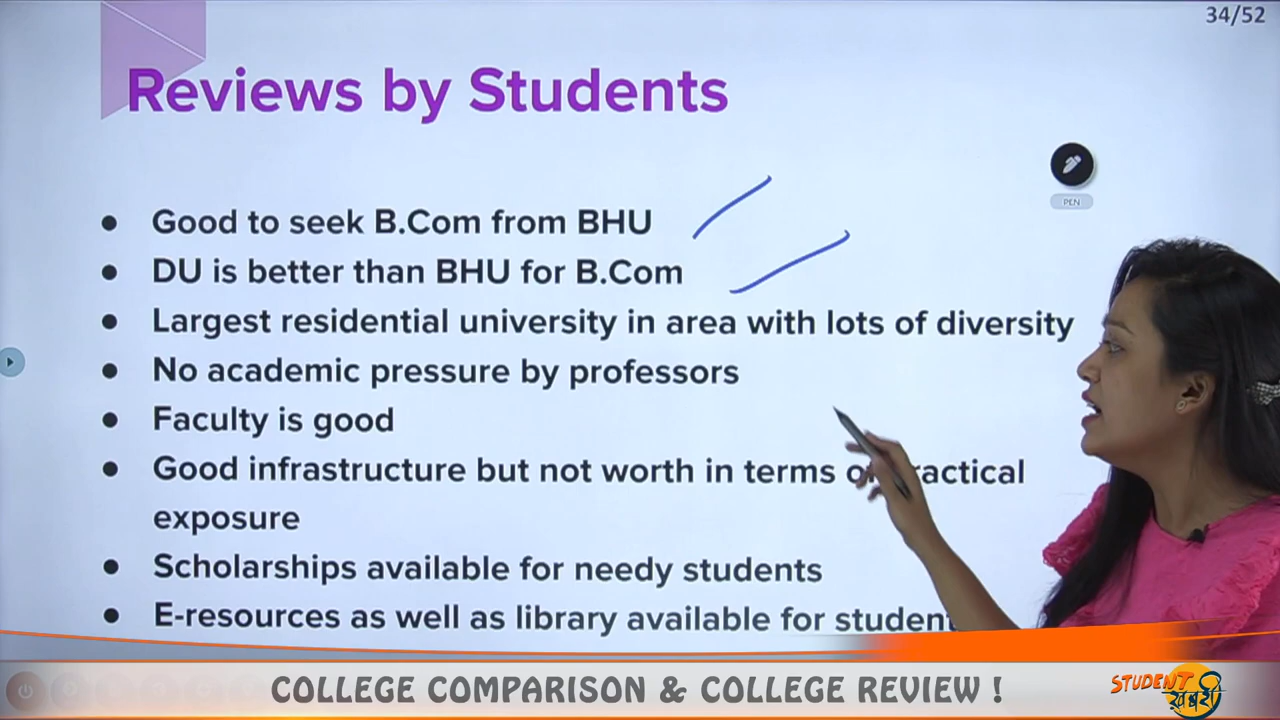 34/52
Reviews by Students
● Good to seek B.Com from BHU
● DU is better than BHU for B.Com
● Largest residential university in area with lots of diversity
● No academic pressure by professors
● Faculty is good
● Good infrastructure but not worth in terms
exposure
● Scholarships available for needy students
● E-resources as well as library available for student
PEN
COLLEGE COMPARISON & COLLEGE REVIEW !
STUDENT
खबरी